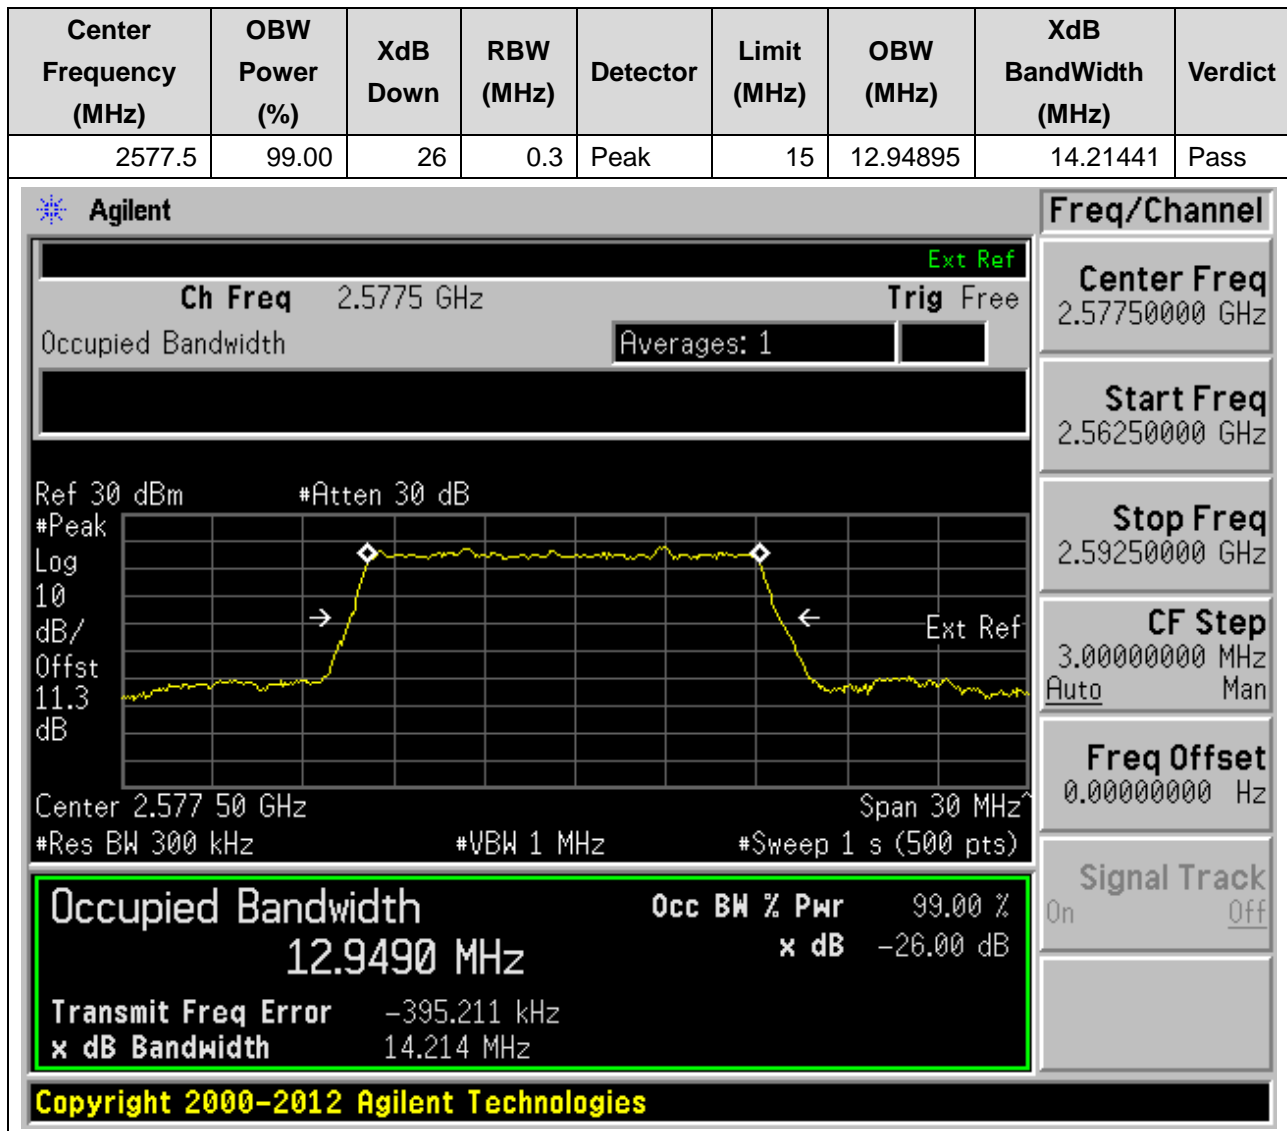 Center Frequency (MHz) OBW Power (%) XdB Down RBW (MHz) Detector Limit (MHz) OBW (MHz) XdB BandWidth (MHz) Verdict
2577.5 99.00 26 0.3 Peak 15 12.94895 14.21441 Pass
Agilent
Freq/Channel
Ext Ref
Ch Freq 2.5775 GHz Trig Free
Occupied Bandwidth Averages: 1
Center Freq
2.57750000 GHz
Start Freq
2.56250000 GHz
Stop Freq
2.59250000 GHz
CF Step
3.00000000 MHz
Auto Man
Freq Offset
0.00000000 Hz
Signal Track
On Off
Ref 30 dBm #Atten 30 dB
#Peak
Log
10
dB/
Offst
11.3
dB
Ext Ref
Center 2.577 50 GHz Span 30 MHz^
#Res BW 300 kHz #VBW 1 MHz #Sweep 1 s (500 pts)
Occupied Bandwidth Occ BW % Pwr 99.00 %
12.9490 MHz x dB -26.00 dB
Transmit Freq Error -395.211 kHz
x dB Bandwidth 14.214 MHz
Copyright 2000-2012 Agilent Technologies